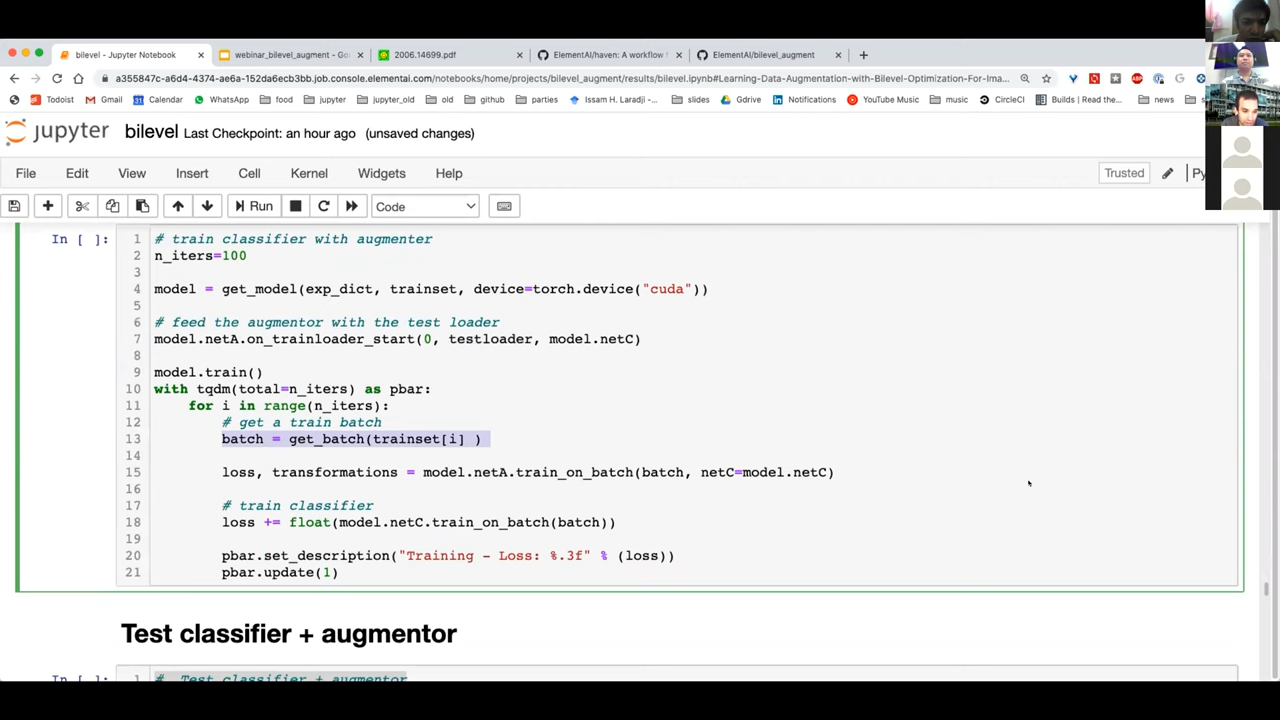 bilevel - Jupyter Notebook
webinar_bilevel_augment - Go
2006.14699.pdf
ElementAI/haven: A workflow f
ElementAI/bilevel_augment
a355847c-a6d4-4374-ae6a-152da6ecb3bb.job.console.elementai.com/notebooks/home/projects/bilevel_augment/results/bilevel.ipynb#Learning-Data-Augmentation-with-Bilevel-Optimization-For-Ima...
Todoist Gmail Calendar WhatsApp food jupyter jupyter_old old github parties Issam H. Laradji -... slides Gdrive Notifications YouTube Music music CircleCI Builds | Read the... news
jupyter bilevel Last Checkpoint: an hour ago (unsaved changes)
File Edit View Insert Cell Kernel Widgets Help Trusted Py
Run Code
In [ ]:
1 # train classifier with augmenter
2 n_iters=100
3
4 model = get_model(exp_dict, trainset, device=torch.device("cuda"))
5
6 # feed the augmentor with the test loader
7 model.netA.on_trainloader_start(0, testloader, model.netC)
8
9 model.train()
10 with tqdm(total=n_iters) as pbar:
11 for i in range(n_iters):
12 # get a train batch
13 batch = get_batch(trainset[i] )
14
15 loss, transformations = model.netA.train_on_batch(batch, netC=model.netC)
16
17 # train classifier
18 loss += float(model.netC.train_on_batch(batch))
19
20 pbar.set_description("Training - Loss: %.3f" % (loss))
21 pbar.update(1)
Test classifier + augmentor
In [ ]: 1 # Test classifier + augmentor